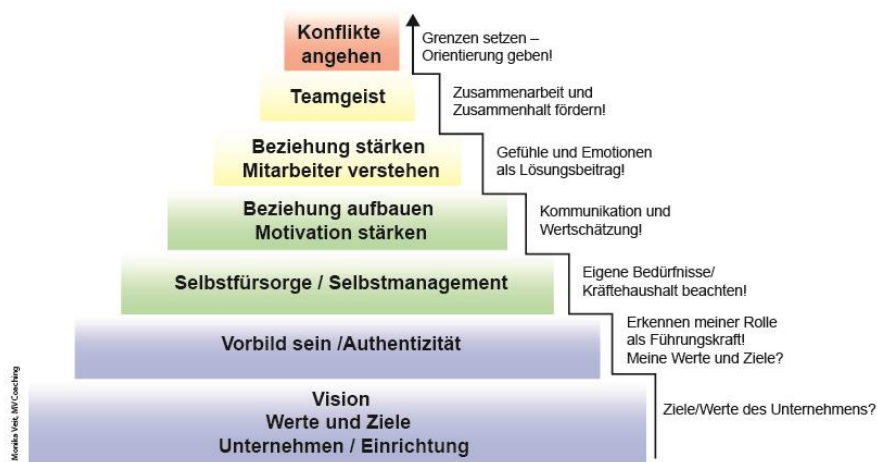 Konflikte
angehen
Grenzen setzen –
Orientierung geben!
Teamgeist
Zusammenarbeit und
Zusammenhalt fördern!
Beziehung stärken
Mitarbeiter verstehen
Gefühle und Emotionen
als Lösungsbeitrag!
Beziehung aufbauen
Motivation stärken
Kommunikation und
Wertschätzung!
Selbstfürsorge / Selbstmanagement
Eigene Bedürfnisse/
Kräftehaushalt beachten!
Vorbild sein /Authentizität
Erkennen meiner Rolle
als Führungskraft!
Meine Werte und Ziele?
Vision
Werte und Ziele
Unternehmen / Einrichtung
Ziele/Werte des Unternehmens?
Monika Veit, MVCoaching